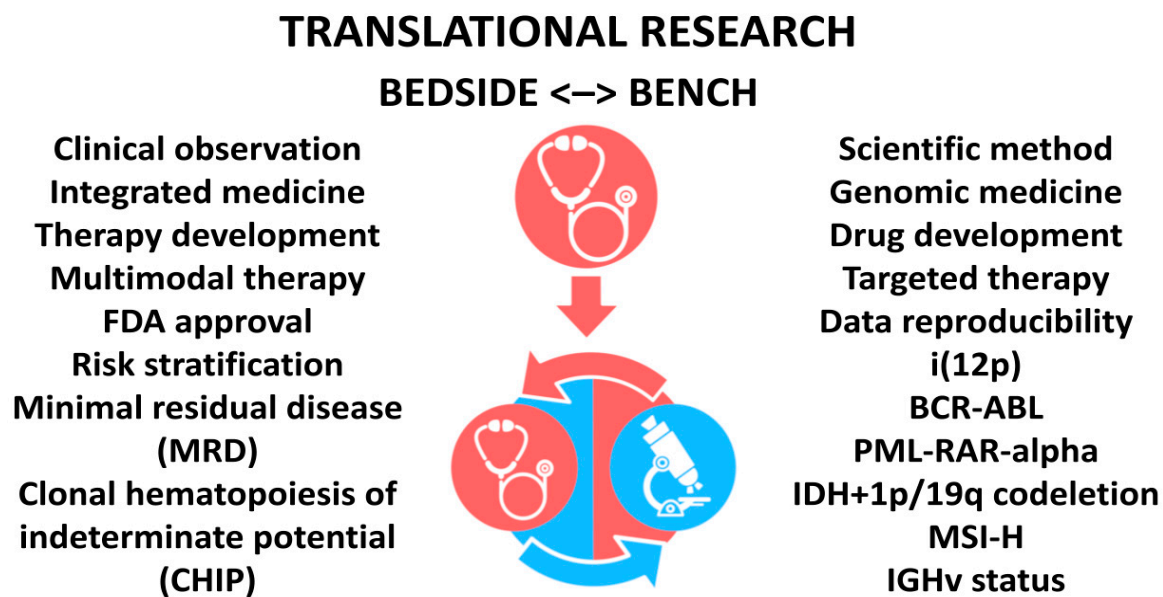 TRANSLATIONAL RESEARCH
BEDSIDE <–> BENCH
Clinical observation
Integrated medicine
Therapy development
Multimodal therapy
FDA approval
Risk stratification
Minimal residual disease
(MRD)
Clonal hematopoiesis of
indeterminate potential
(CHIP)
Scientific method
Genomic medicine
Drug development
Targeted therapy
Data reproducibility
i(12p)
BCR-ABL
PML-RAR-alpha
IDH+1p/19q codeletion
MSI-H
IGHv status